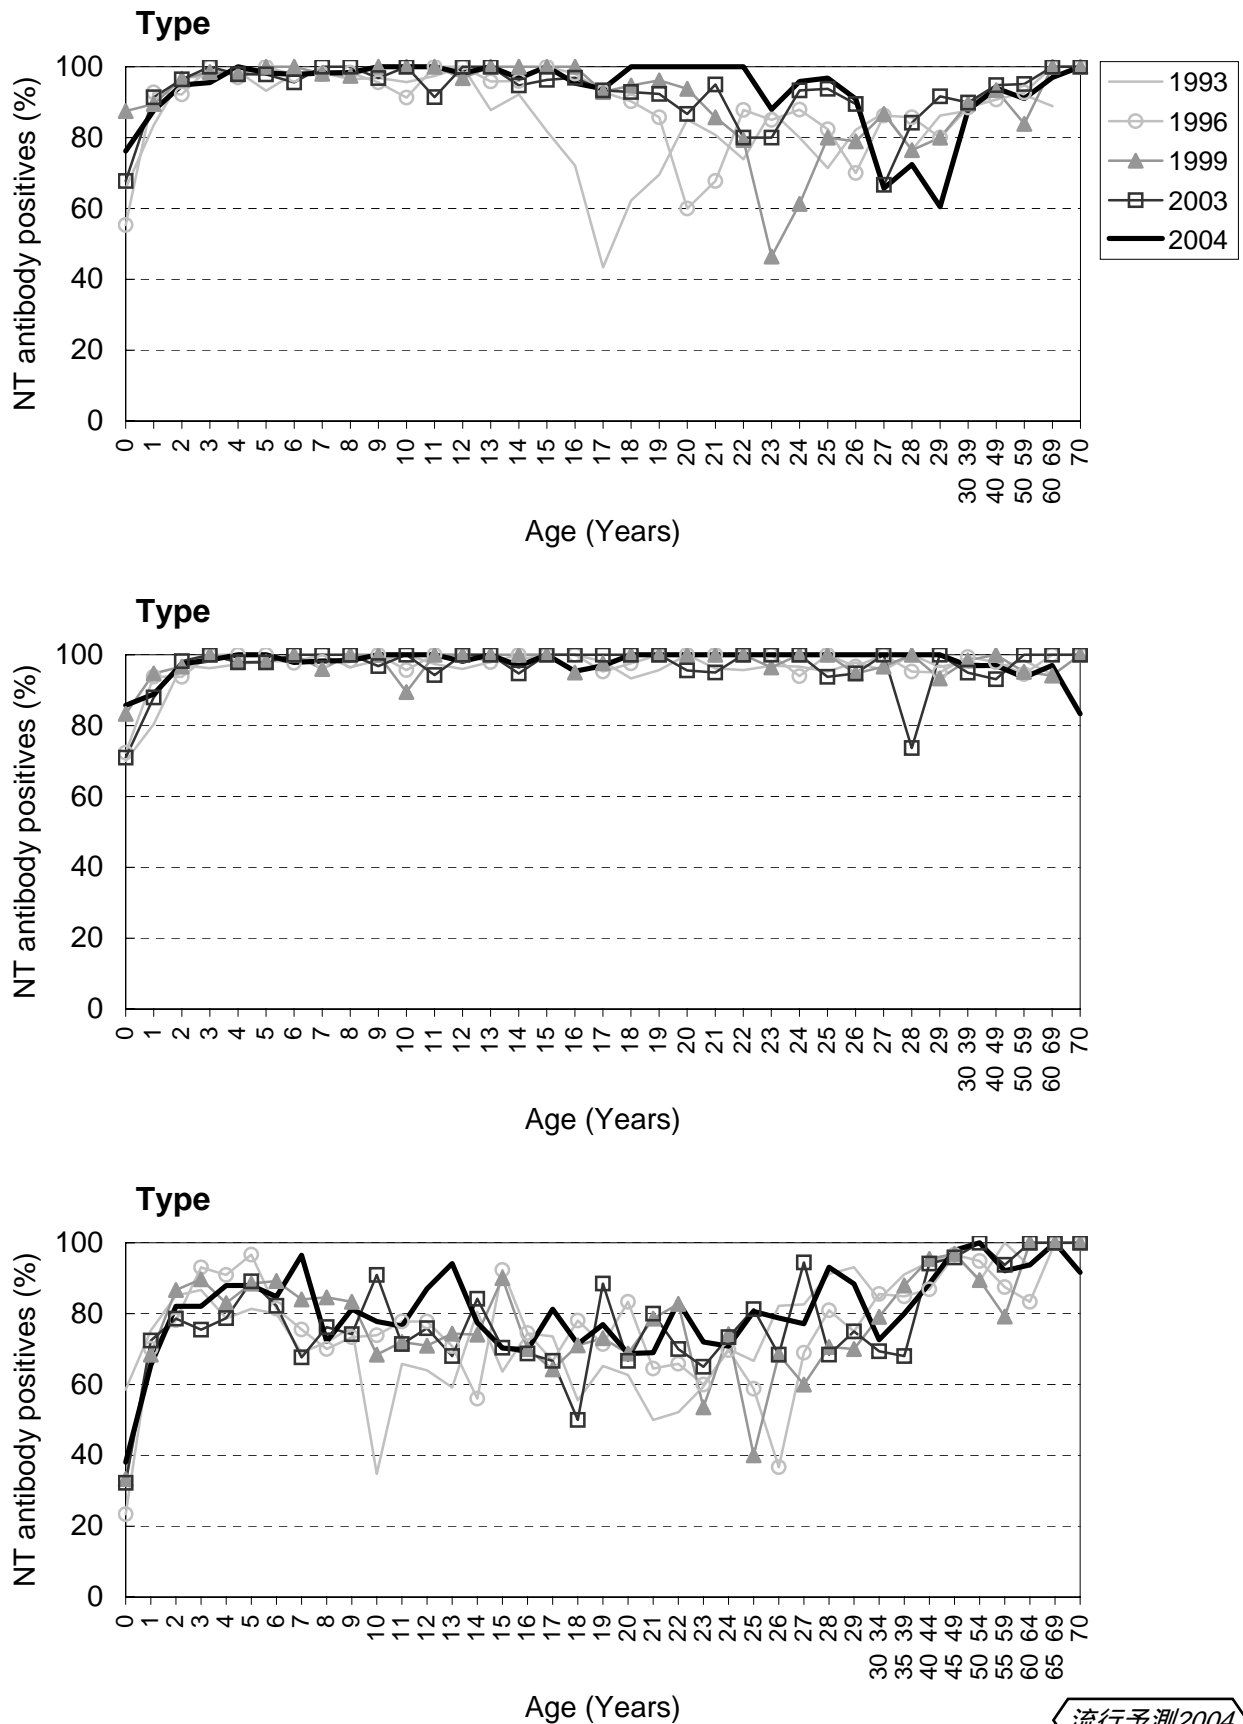 Type
NT antibody positives (%)
100
80
60
40
20
0
0 1 2 3 4 5 6 7 8 9 10 11 12 13 14 15 16 17 18 19 20 21 22 23 24 25 26 27 28 29 30 39 40 49 50 59 60 69 70
Age (Years)
1993
1996
1999
2003
2004
Type
NT antibody positives (%)
100
80
60
40
20
0
0 1 2 3 4 5 6 7 8 9 10 11 12 13 14 15 16 17 18 19 20 21 22 23 24 25 26 27 28 29 30 39 40 49 50 59 60 69 70
Age (Years)
Type
NT antibody positives (%)
100
80
60
40
20
0
0 1 2 3 4 5 6 7 8 9 10 11 12 13 14 15 16 17 18 19 20 21 22 23 24 25 26 27 28 29 30 34 35 39 40 44 45 49 50 54 55 59 60 64 65 69 70
Age (Years)
流行予測2004